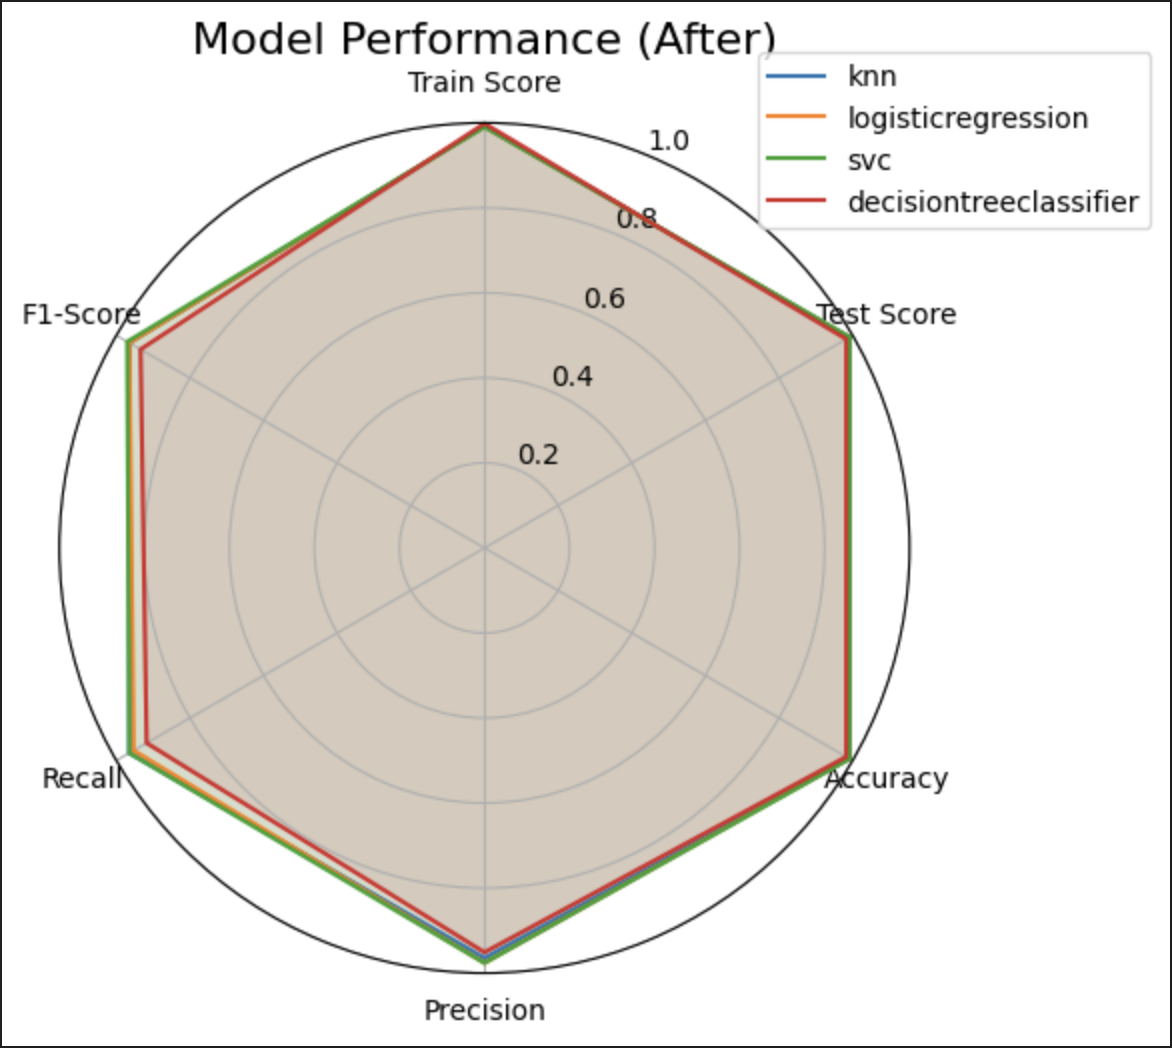 Model Performance (After)
Train Score
knn
logisticregression
svc
decisiontreeclassifier
1.0
0.8
0.6
0.4
0.2
F1-Score
Test Score
Recall
Accuracy
Precision